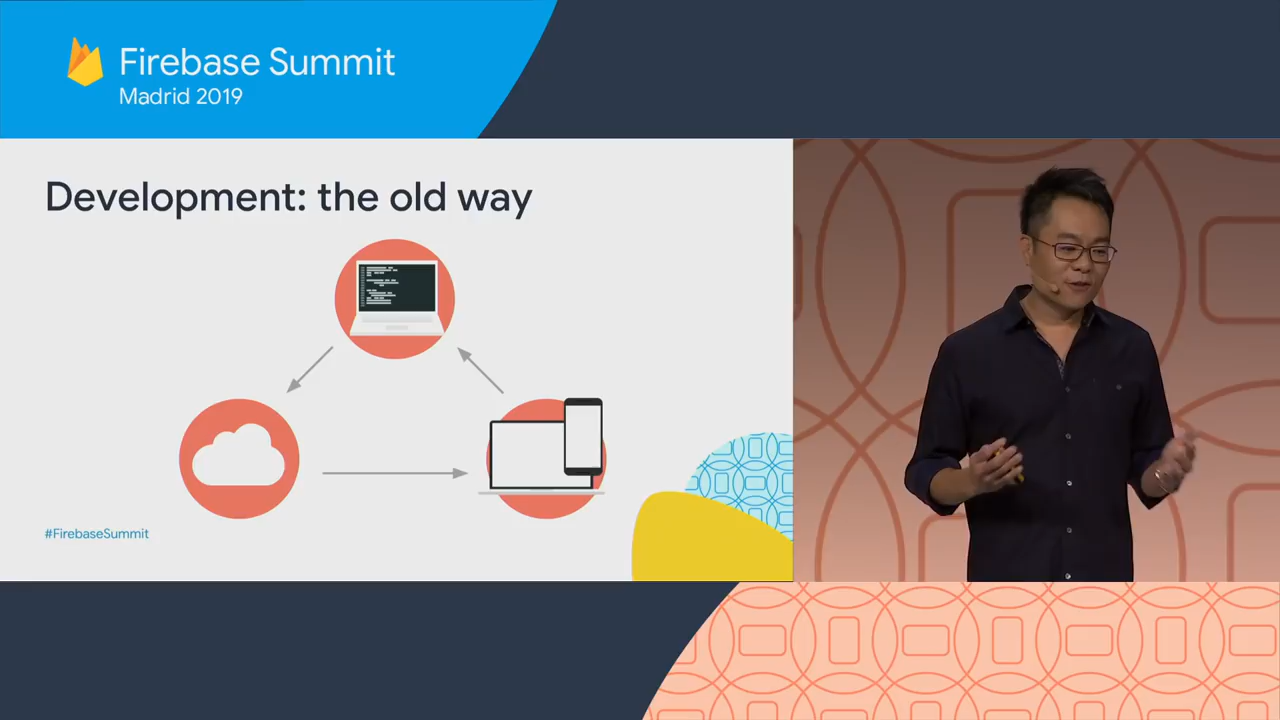 Firebase Summit
Madrid 2019
Development: the old way
#FirebaseSummit